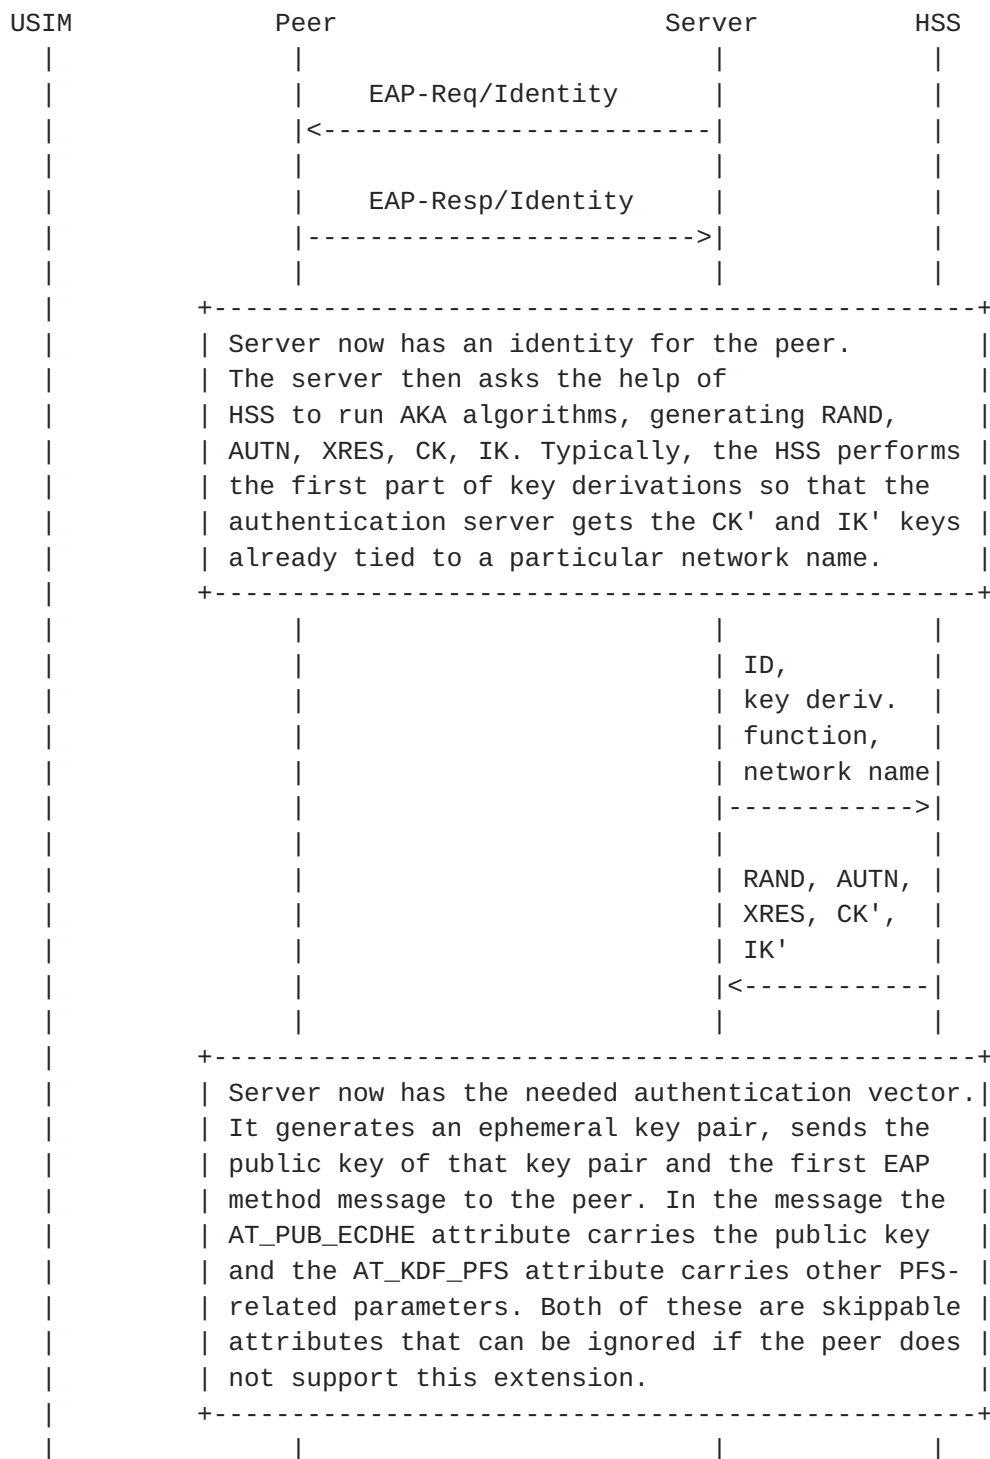 USIM Peer Server HSS
EAP-Req/Identity
EAP-Resp/Identity
Server now has an identity for the peer.
The server then asks the help of
HSS to run AKA algorithms, generating RAND,
AUTN, XRES, CK, IK. Typically, the HSS performs
the first part of key derivations so that the
authentication server gets the CK' and IK' keys
already tied to a particular network name.
ID,
key deriv.
function,
network name
RAND, AUTN,
XRES, CK',
IK'
Server now has the needed authentication vector.
It generates an ephemeral key pair, sends the
public key of that key pair and the first EAP
method message to the peer. In the message the
AT_PUB_ECDHE attribute carries the public key
and the AT_KDF_PFS attribute carries other PFS-
related parameters. Both of these are skippable
attributes that can be ignored if the peer does
not support this extension.